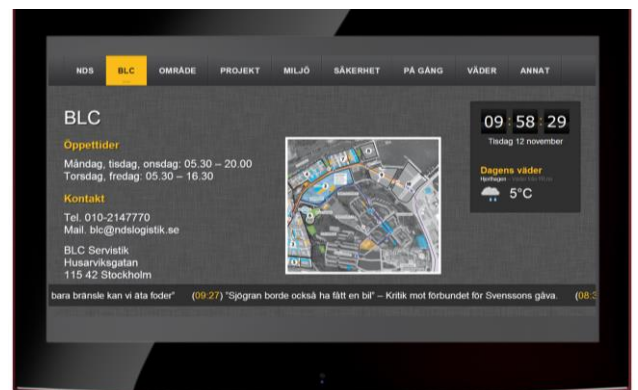 NDS BLC OMRÅDE PROJEKT MILJÖ SÄKERHET PÅ GÅNG VÄDER ANNAT
BLC
Öppettider
Måndag, tisdag, onsdag: 05.30 – 20.00
Torsdag, fredag: 05.30 – 16.30
Kontakt
Tel. 010-2147770
Mail. blc@ndslogistik.se
BLC Servistik
Husarviksgatan
115 42 Stockholm
09:58:29
Tisdag 12 november
Dagens väder
Hjorthagen
5°C
bara bränsle kan vi äta foder" (09:27) "Sjögran borde också ha fått en bil" – Kritik mot förbundet för Svenssons gåva. (08:3